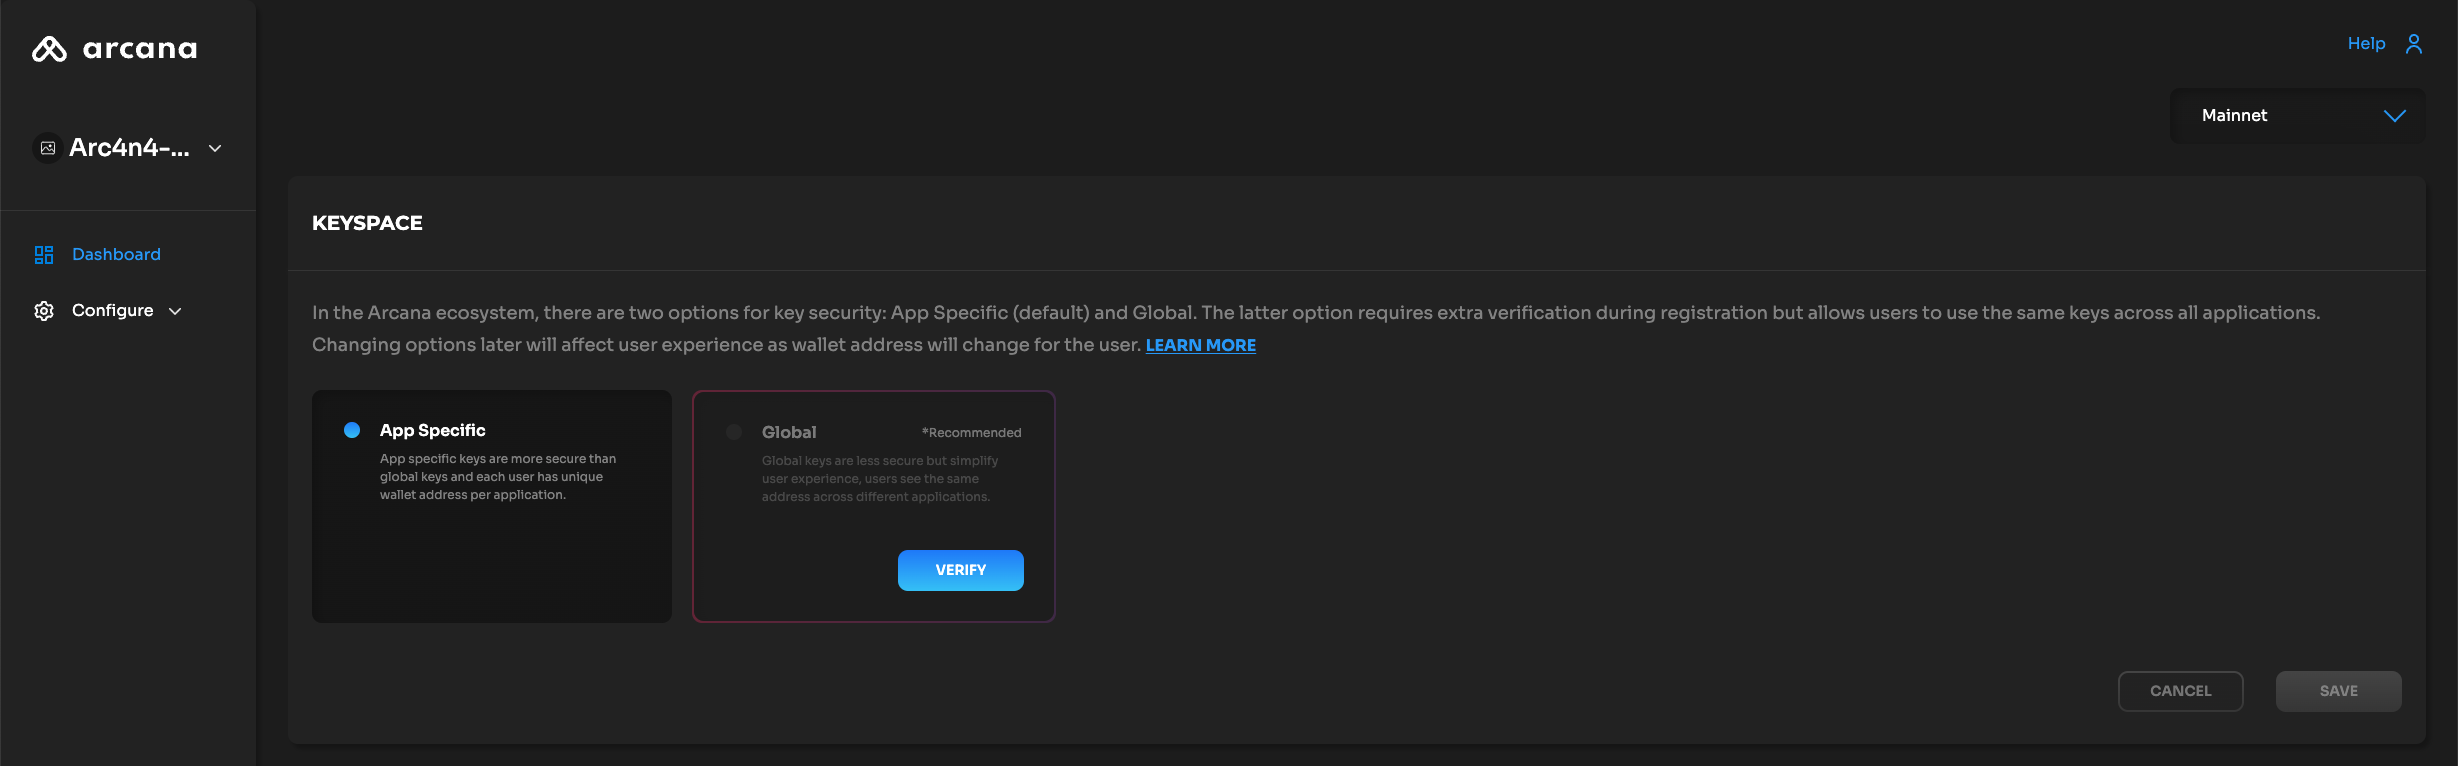 arcana
Help
Mainnet
Arc4n4-...
Dashboard
Configure
KEYSPACE
In the Arcana ecosystem, there are two options for key security: App Specific (default) and Global. The latter option requires extra verification during registration but allows users to use the same keys across all applications.
Changing options later will affect user experience as wallet address will change for the user. LEARN MORE
App Specific
App specific keys are more secure than
global keys and each user has unique
wallet address per application.
Global *Recommended
Global keys are less secure but simplify
user experience, users see the same
address across different applications.
VERIFY
CANCEL SAVE